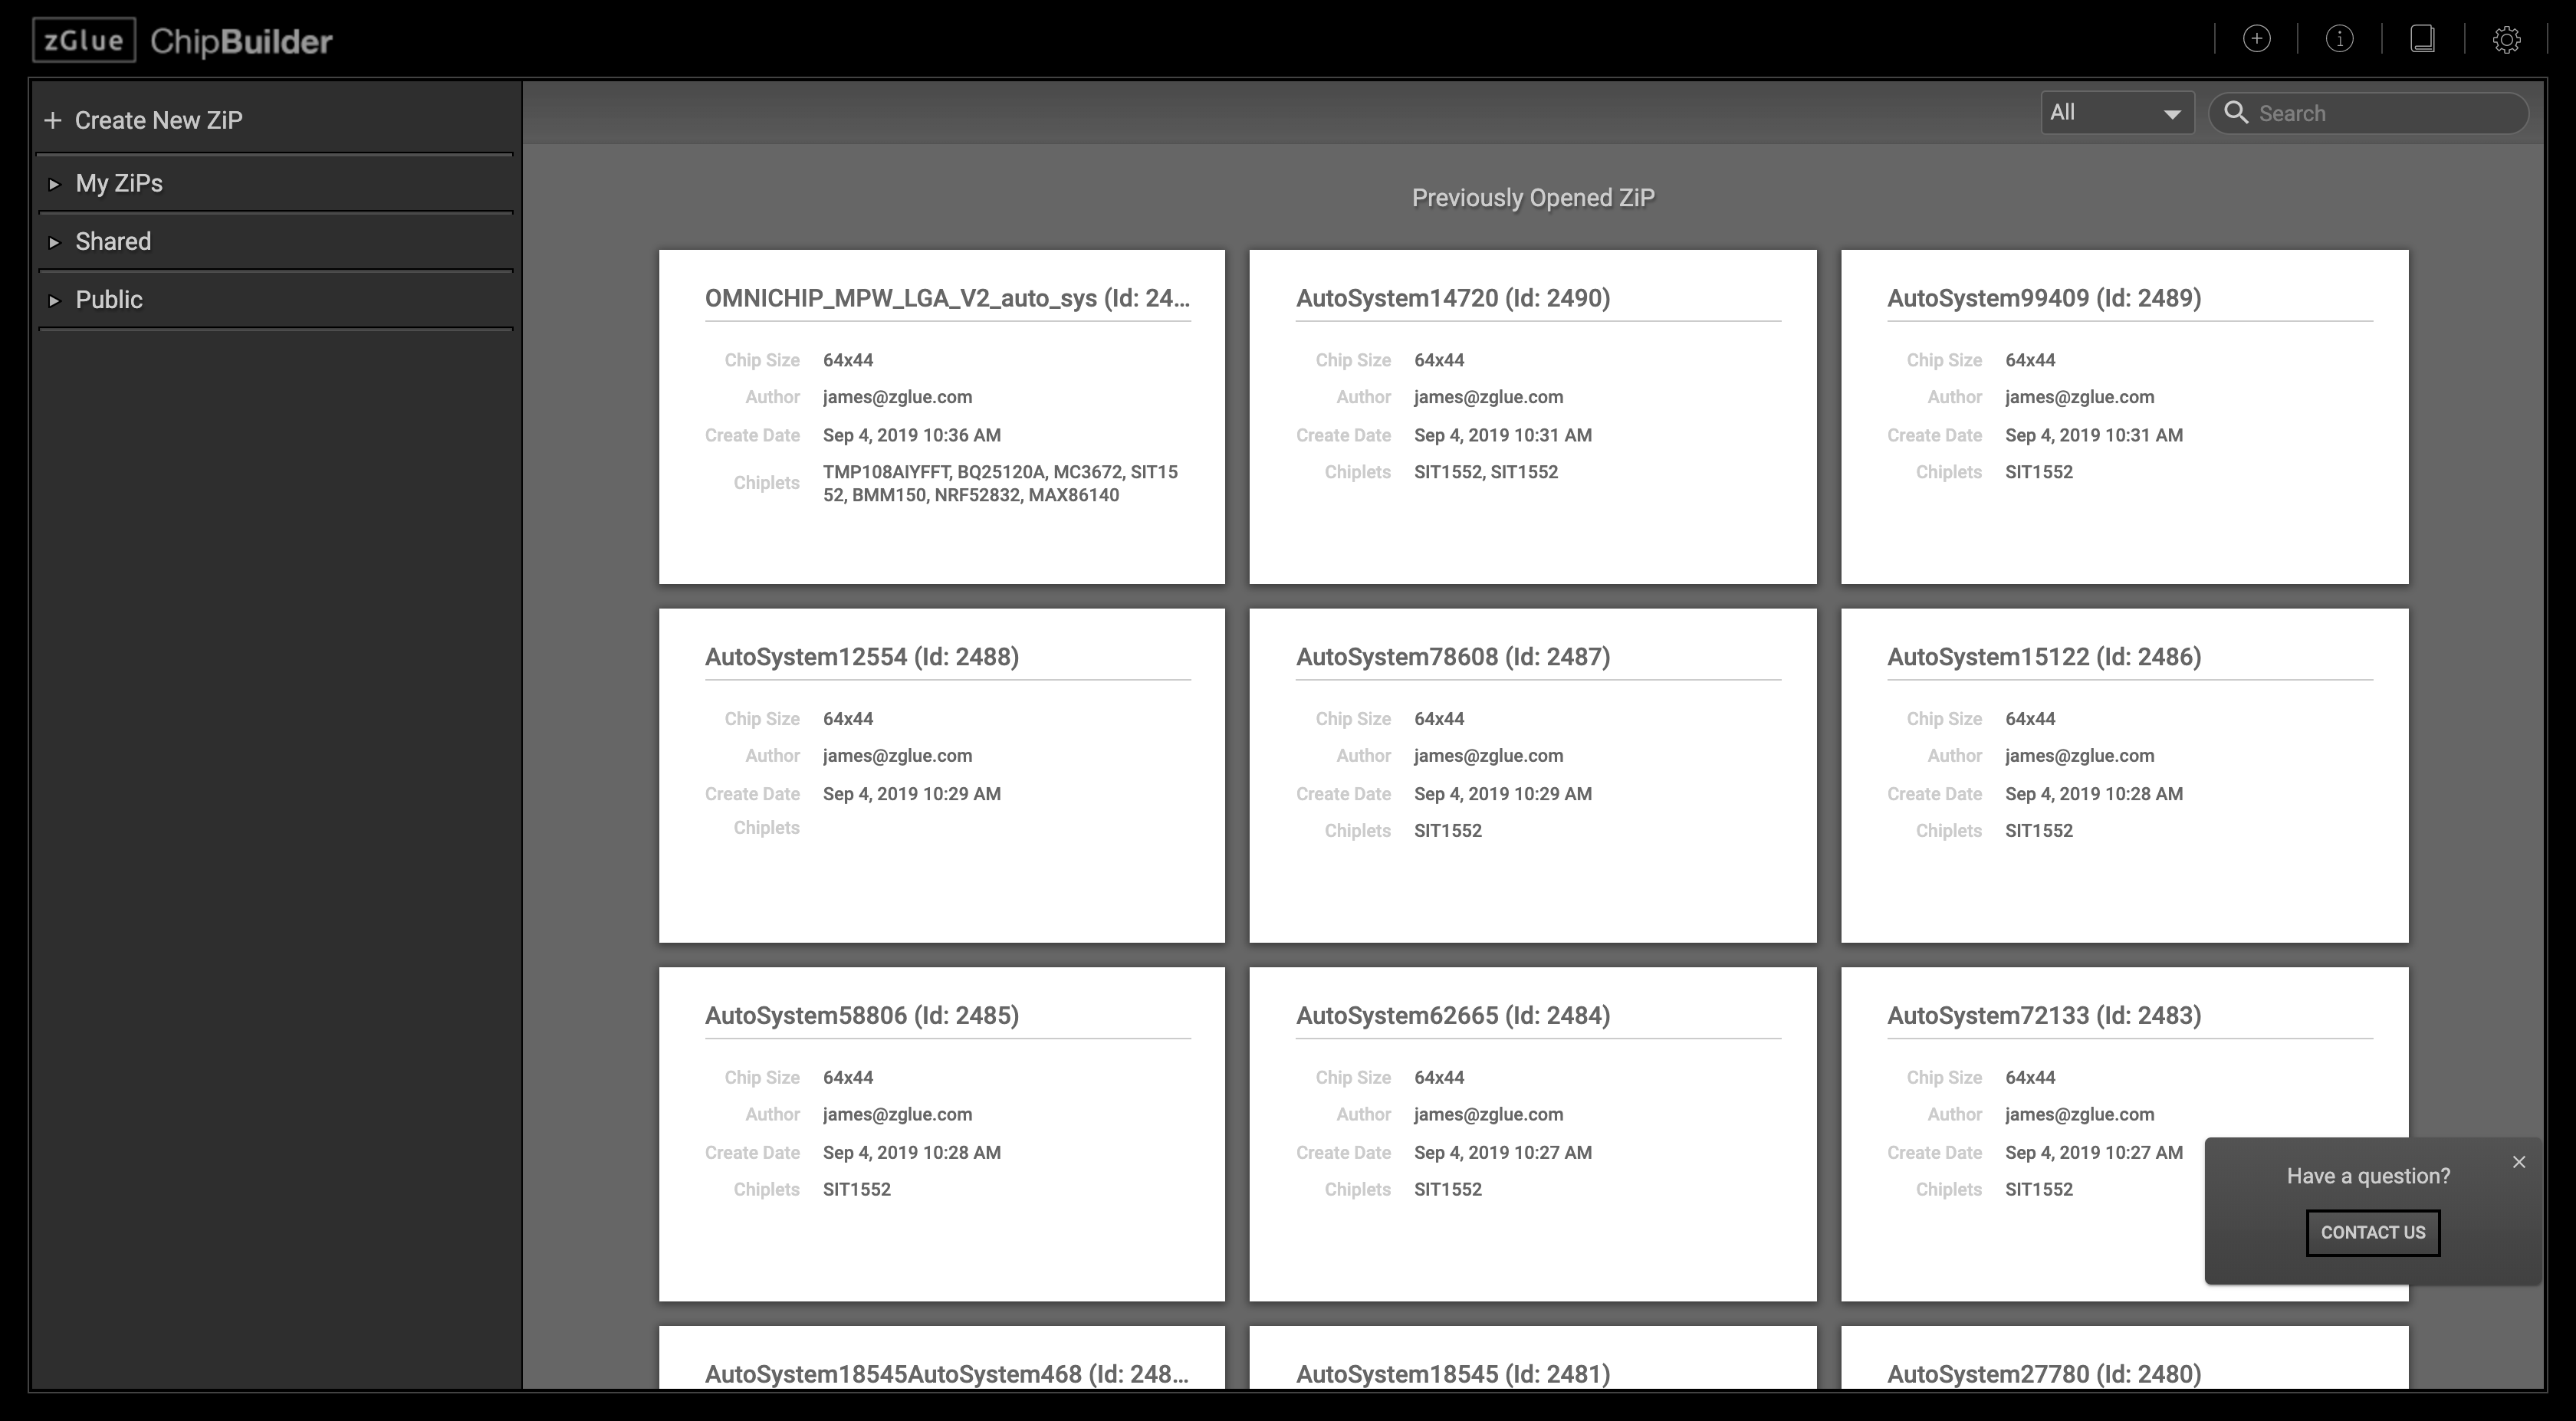 zGlue ChipBuilder
Create New ZiP
My ZiPs
Shared
Public
All
Search
Previously Opened ZiP
OMNICHIP_MPW_LGA_V2_auto_sys (Id: 24...
Chip Size 64x44
Author james@zglue.com
Create Date Sep 4, 2019 10:36 AM
Chiplets TMP108AIYFFT, BQ25120A, MC3672, SIT15
52, BMM150, NRF52832, MAX86140
AutoSystem14720 (Id: 2490)
Chip Size 64x44
Author james@zglue.com
Create Date Sep 4, 2019 10:31 AM
Chiplets SIT1552, SIT1552
AutoSystem99409 (Id: 2489)
Chip Size 64x44
Author james@zglue.com
Create Date Sep 4, 2019 10:31 AM
Chiplets SIT1552
AutoSystem12554 (Id: 2488)
Chip Size 64x44
Author james@zglue.com
Create Date Sep 4, 2019 10:29 AM
Chiplets
AutoSystem78608 (Id: 2487)
Chip Size 64x44
Author james@zglue.com
Create Date Sep 4, 2019 10:29 AM
Chiplets SIT1552
AutoSystem15122 (Id: 2486)
Chip Size 64x44
Author james@zglue.com
Create Date Sep 4, 2019 10:28 AM
Chiplets SIT1552
AutoSystem58806 (Id: 2485)
Chip Size 64x44
Author james@zglue.com
Create Date Sep 4, 2019 10:28 AM
Chiplets SIT1552
AutoSystem62665 (Id: 2484)
Chip Size 64x44
Author james@zglue.com
Create Date Sep 4, 2019 10:27 AM
Chiplets SIT1552
AutoSystem72133 (Id: 2483)
Chip Size 64x44
Author james@zglue.com
Create Date Sep 4, 2019 10:27 AM
Chiplets SIT1552
Have a question?
CONTACT US
AutoSystem18545AutoSystem468 (Id: 248...
AutoSystem18545 (Id: 2481)
AutoSystem27780 (Id: 2480)